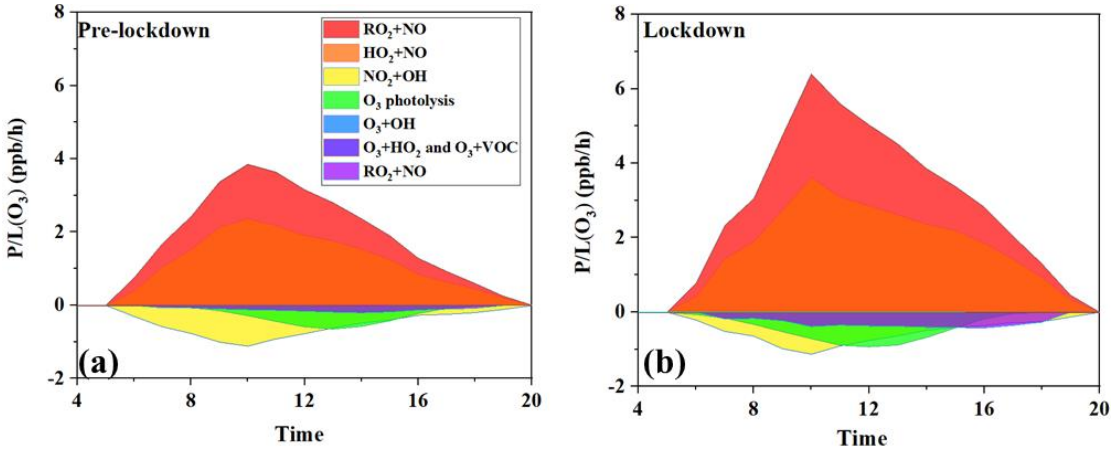 Pre-lockdown
RO₂+NO
HO₂+NO
NO₂+OH
O₃ photolysis
O₃+OH
O₃+HO₂ and O₃+VOC
RO₂+NO
P/L(O₃) (ppb/h)
8
6
4
2
0
-2
(a)
4
8
12
16
20
Time
Lockdown
P/L(O₃) (ppb/h)
8
6
4
2
0
-2
(b)
4
8
12
16
20
Time